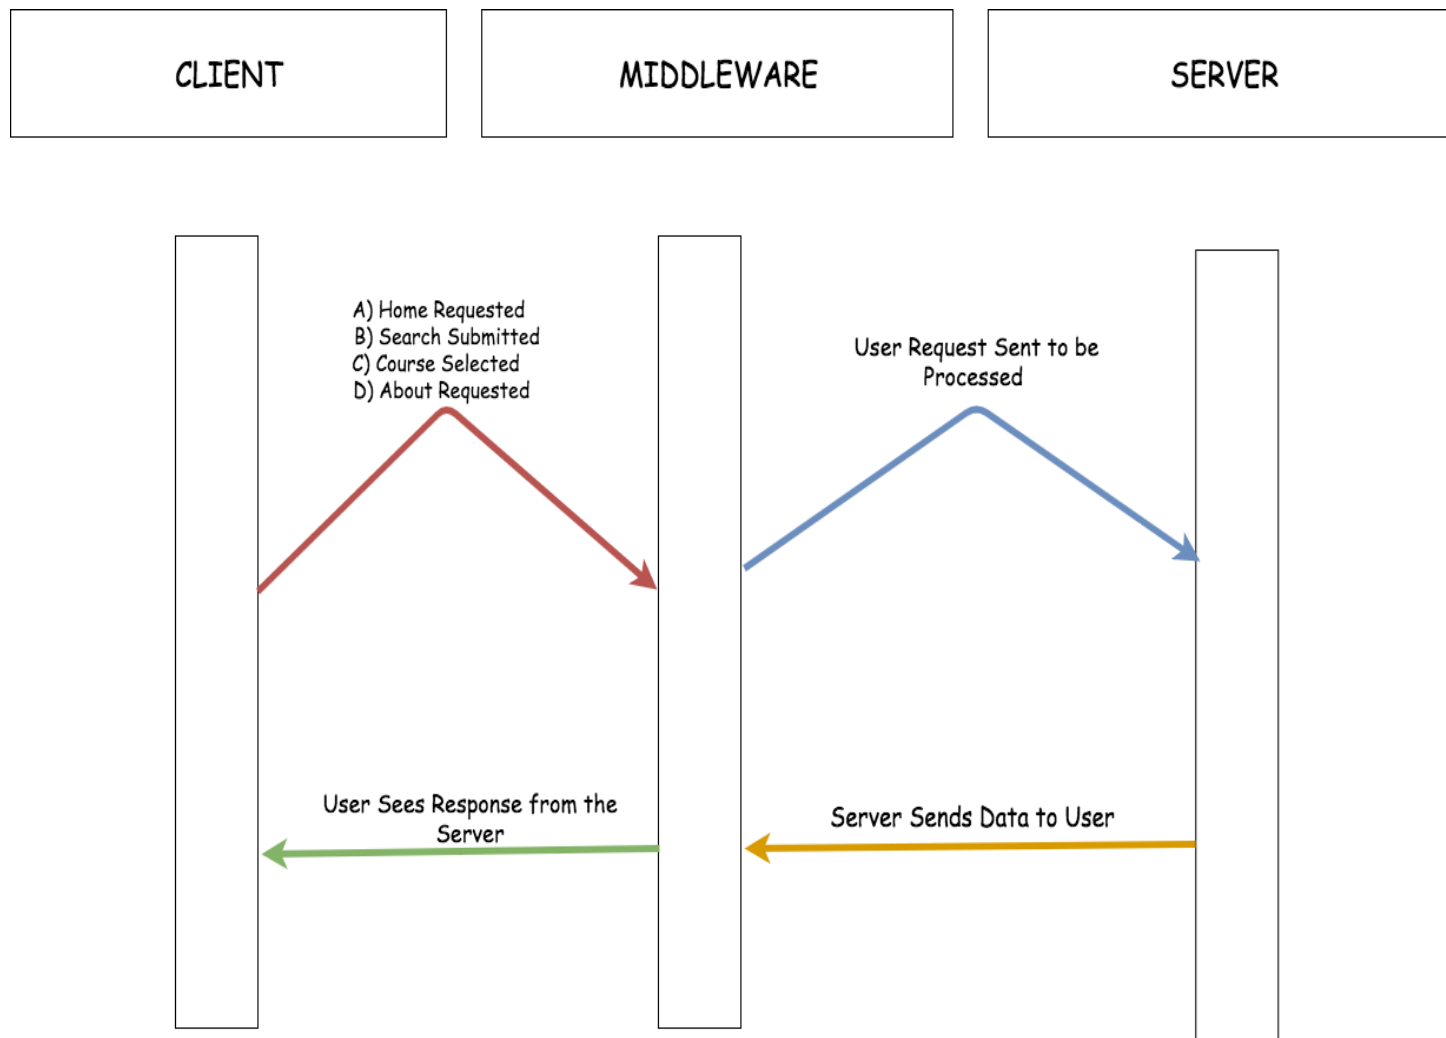 CLIENT
MIDDLEWARE
SERVER
A) Home Requested
B) Search Submitted
C) Course Selected
D) About Requested
User Request Sent to be
Processed
User Sees Response from the
Server
Server Sends Data to User